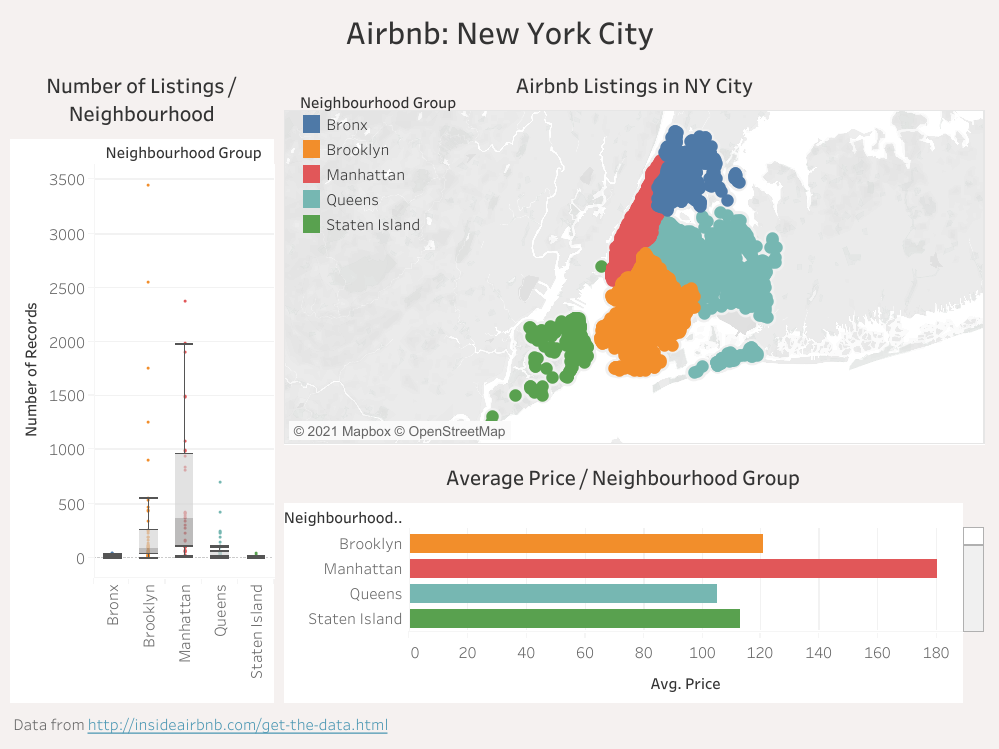 Airbnb: New York City
Number of Listings /
Neighbourhood
Neighbourhood Group
3500
3000
2500
2000
1500
1000
500
0
Number of Records
Bronx
Brooklyn
Manhattan
Queens
Staten Island
Airbnb Listings in NY City
Neighbourhood Group
Bronx
Brooklyn
Manhattan
Queens
Staten Island
© 2021 Mapbox © OpenStreetMap
Average Price / Neighbourhood Group
Neighbourhood..
Brooklyn
Manhattan
Queens
Staten Island
0 20 40 60 80 100 120 140 160 180
Avg. Price
Data from http://insideairbnb.com/get-the-data.html